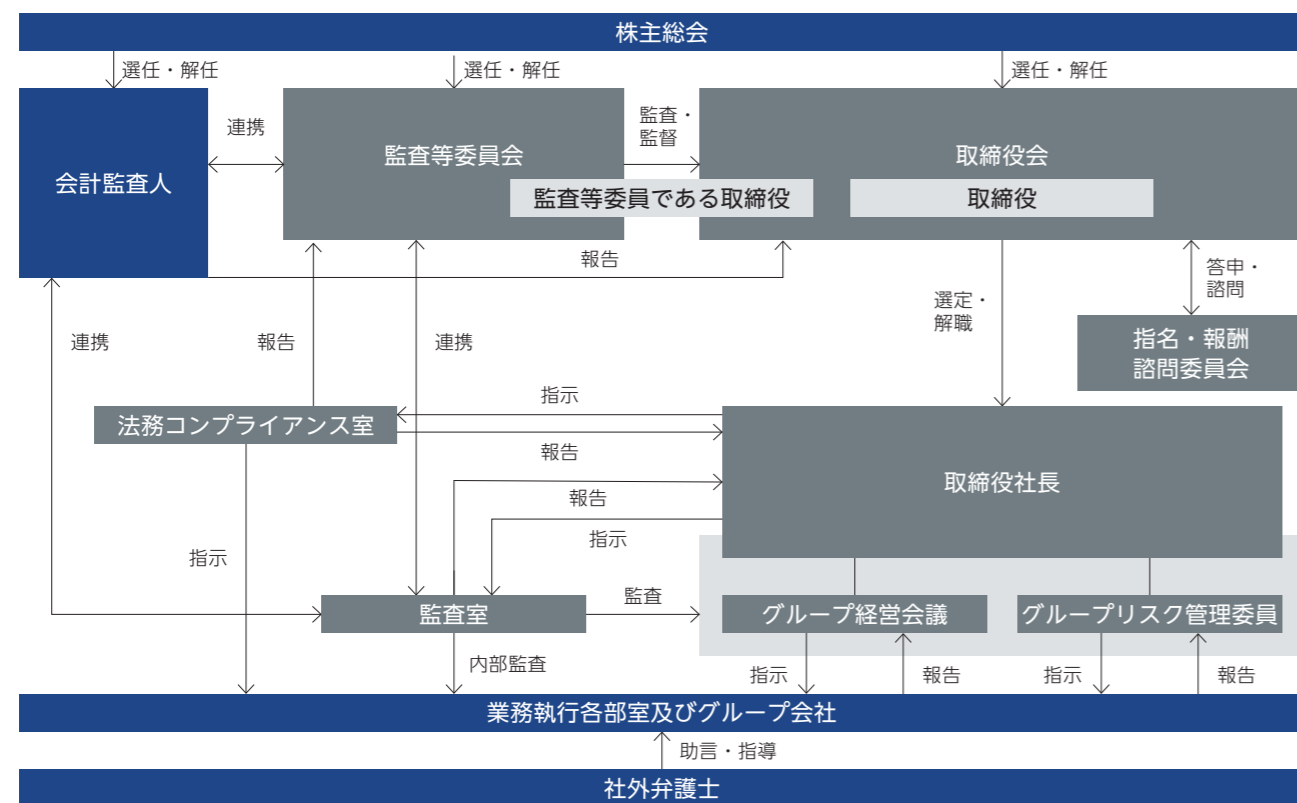 株主総会
選任・解任
選任・解任
選任・解任
会計監査人
連携
監査等委員会
監査・
監督
取締役会
監査等委員である取締役
取締役
報告
答申・
諮問
選定・
解職
指名・報酬
諮問委員会
連携
報告
連携
指示
法務コンプライアンス室
報告
取締役社長
報告
指示
指示
監査室
監査
グループ経営会議
グループリスク管理委員
内部監査
指示
報告
指示
報告
業務執行各部室及びグループ会社
助言・指導
社外弁護士